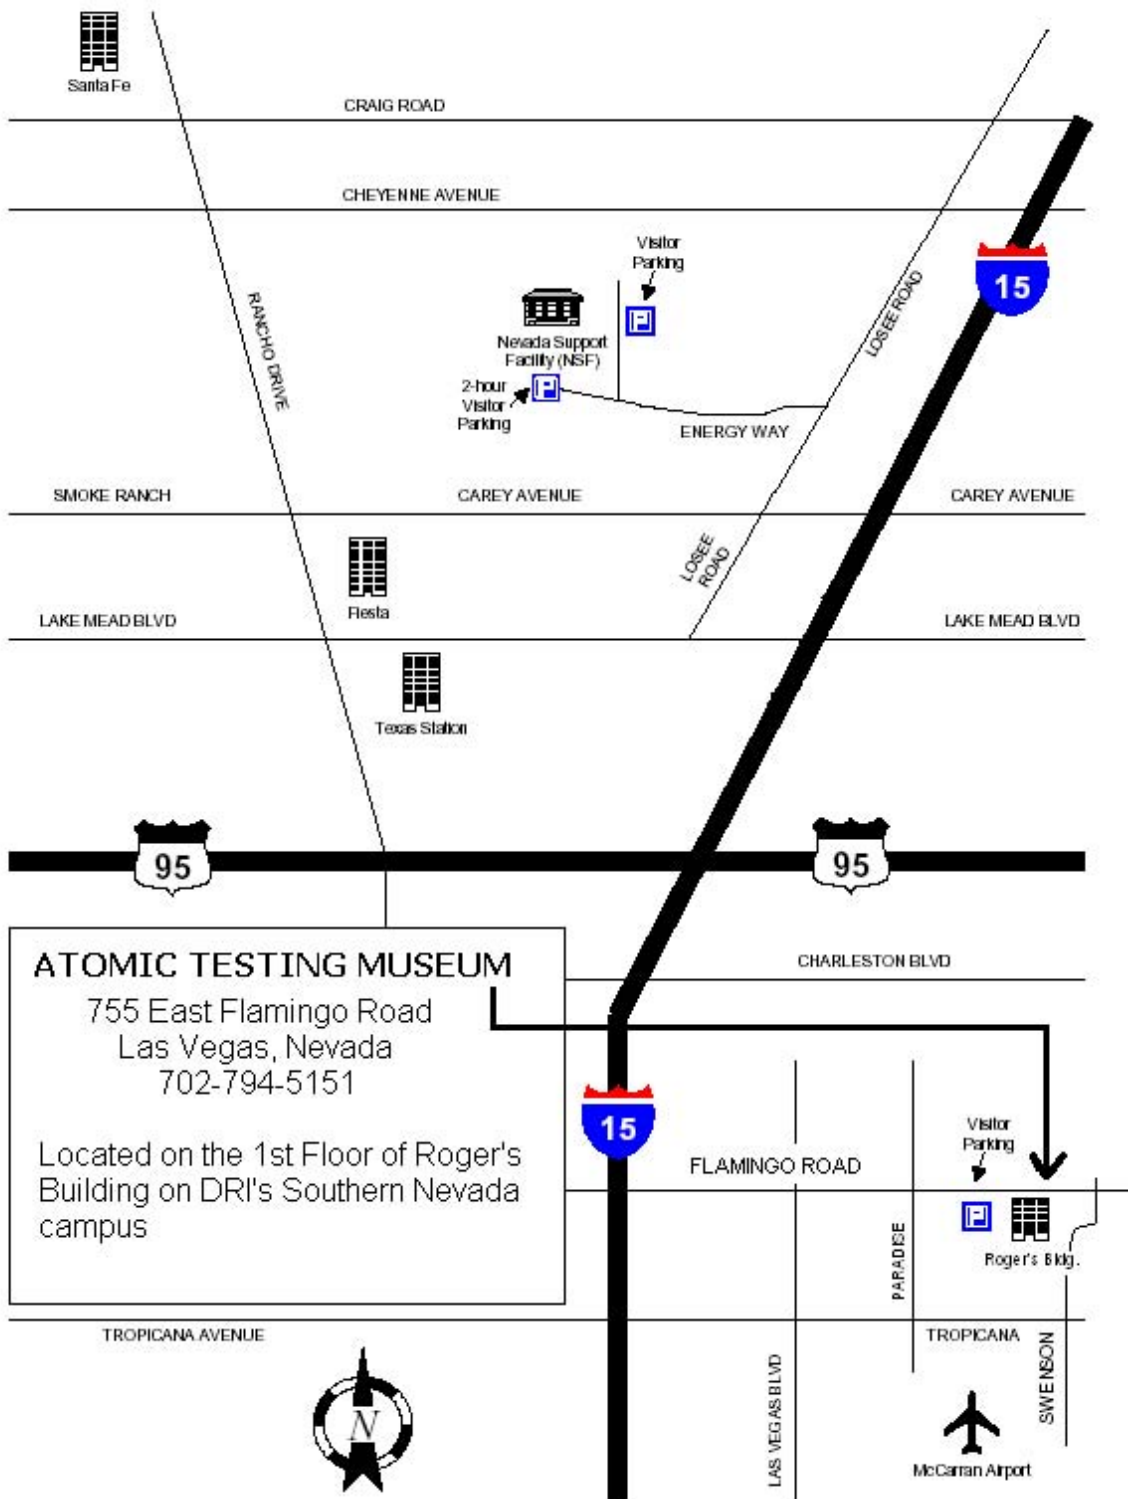 Santa Fe
CRAIG ROAD
CHEYENNE AVENUE
Visitor
Parking
15
RANCHO DRIVE
LOSEE ROAD
Nevada Support
Facility (NSF)
2-hour
Visitor
Parking
ENERGY WAY
SMOKE RANCH
CAREY AVENUE
CAREY AVENUE
LOSEE
ROAD
Fiesta
LAKE MEAD BLVD
LAKE MEAD BLVD
Texas Station
95
95
ATOMIC TESTING MUSEUM
755 East Flamingo Road
Las Vegas, Nevada
702-794-5151
Located on the 1st Floor of Roger's
Building on DRI's Southern Nevada
campus
CHARLESTON BLVD
15
Visitor
Parking
FLAMINGO ROAD
P
Roger's Bldg.
PARADISE
TROPICANA AVENUE
TROPICANA
SWENSON
LAS VEGAS BLVD
N
McCarran Airport